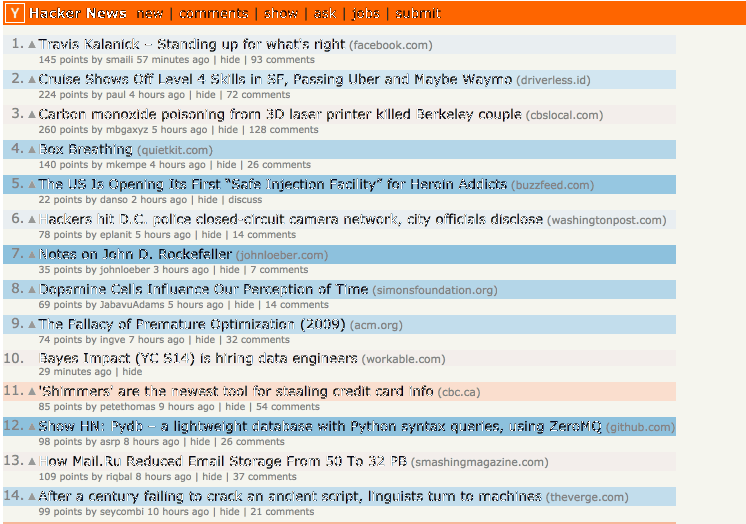 Y Hacker News new | comments | show | ask | jobs | submit
1. Travis Kalanick – Standing up for what's right (facebook.com)
145 points by smaili 57 minutes ago | hide | 93 comments
2. Cruise Shows Off Level 4 Skills in SF, Passing Uber and Maybe Waymo (driverless.id)
224 points by paul 4 hours ago | hide | 72 comments
3. Carbon monoxide poisoning from 3D laser printer killed Berkeley couple (cbslocal.com)
260 points by mbgaxyz 5 hours ago | hide | 128 comments
4. Box Breathing (quietkit.com)
140 points by mkempe 4 hours ago | hide | 26 comments
5. The US Is Opening Its First “Safe Injection Facility” for Heroin Addicts (buzzfeed.com)
22 points by danso 2 hours ago | hide | discuss
6. Hackers hit D.C. police closed-circuit camera network, city officials disclose (washingtonpost.com)
78 points by eplanit 5 hours ago | hide | 14 comments
7. Notes on John D. Rockefeller (johnloeber.com)
35 points by johnloeber 3 hours ago | hide | 7 comments
8. Dopamine Cells Influence Our Perception of Time (simonsfoundation.org)
69 points by JabavuAdams 5 hours ago | hide | 14 comments
9. The Fallacy of Premature Optimization (2009) (acm.org)
74 points by ingve 7 hours ago | hide | 32 comments
10. Bayes Impact (YC S14) is hiring data engineers (workable.com)
29 minutes ago | hide
11. 'Shimmers' are the newest tool for stealing credit card info (cbc.ca)
85 points by petethomas 9 hours ago | hide | 54 comments
12. Show HN: Pydb – a lightweight database with Python syntax queries, using ZeroMQ (github.com)
98 points by asrp 8 hours ago | hide | 26 comments
13. How Mail.Ru Reduced Email Storage From 50 To 32 PB (smashingmagazine.com)
109 points by riqbal 8 hours ago | hide | 37 comments
14. After a century failing to crack an ancient script, linguists turn to machines (theverge.com)
99 points by seycombi 10 hours ago | hide | 21 comments